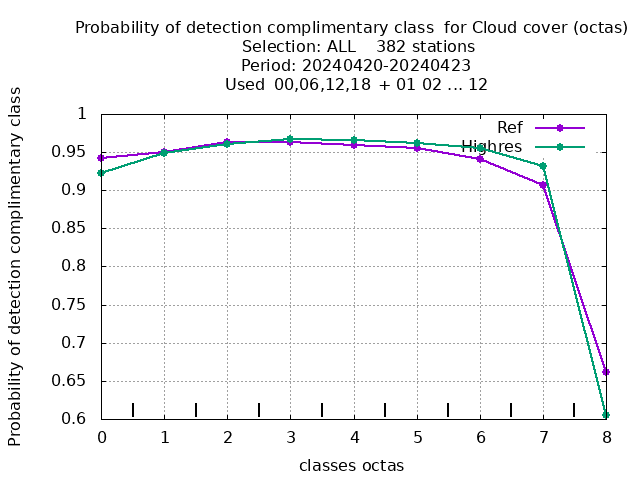 Probability of detection complimentary class  for Cloud cover (octas)
Selection: ALL    382 stations
Period: 20240420-20240423
Used  00,06,12,18  + 01 02 ... 12
Probability of detection complimentary class
1
0.95
0.9
0.85
0.8
0.75
0.7
0.65
0.6
Ref
Highres
0 1 2 3 4 5 6 7 8
classes octas